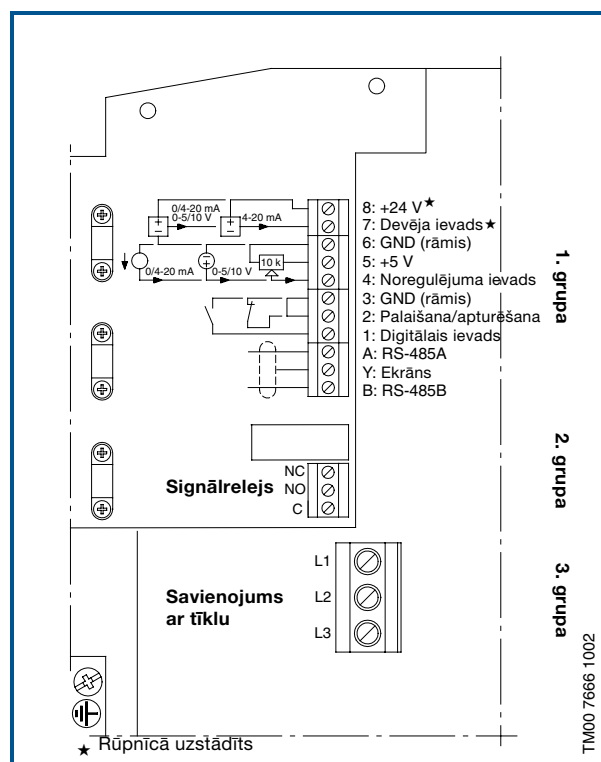 0/4-20 mA
0-5/10 V
4-20 mA
0/4-20 mA
0-5/10 V
10 k
8: +24 V★
7: Devēja ievads★
6: GND (rāmis)
5: +5 V
4: Noregulējuma ievads
3: GND (rāmis)
2: Palaišana/apturēšana
1: Digitālais ievads
A: RS-485A
Y: Ekrāns
B: RS-485B
1. grupa
NC
NO
C
Signālrelejs
2. grupa
L1
L2
L3
Savienojums
ar tīklu
3. grupa
★ Rūpnīcā uzstādīts
TM00 7666 1002